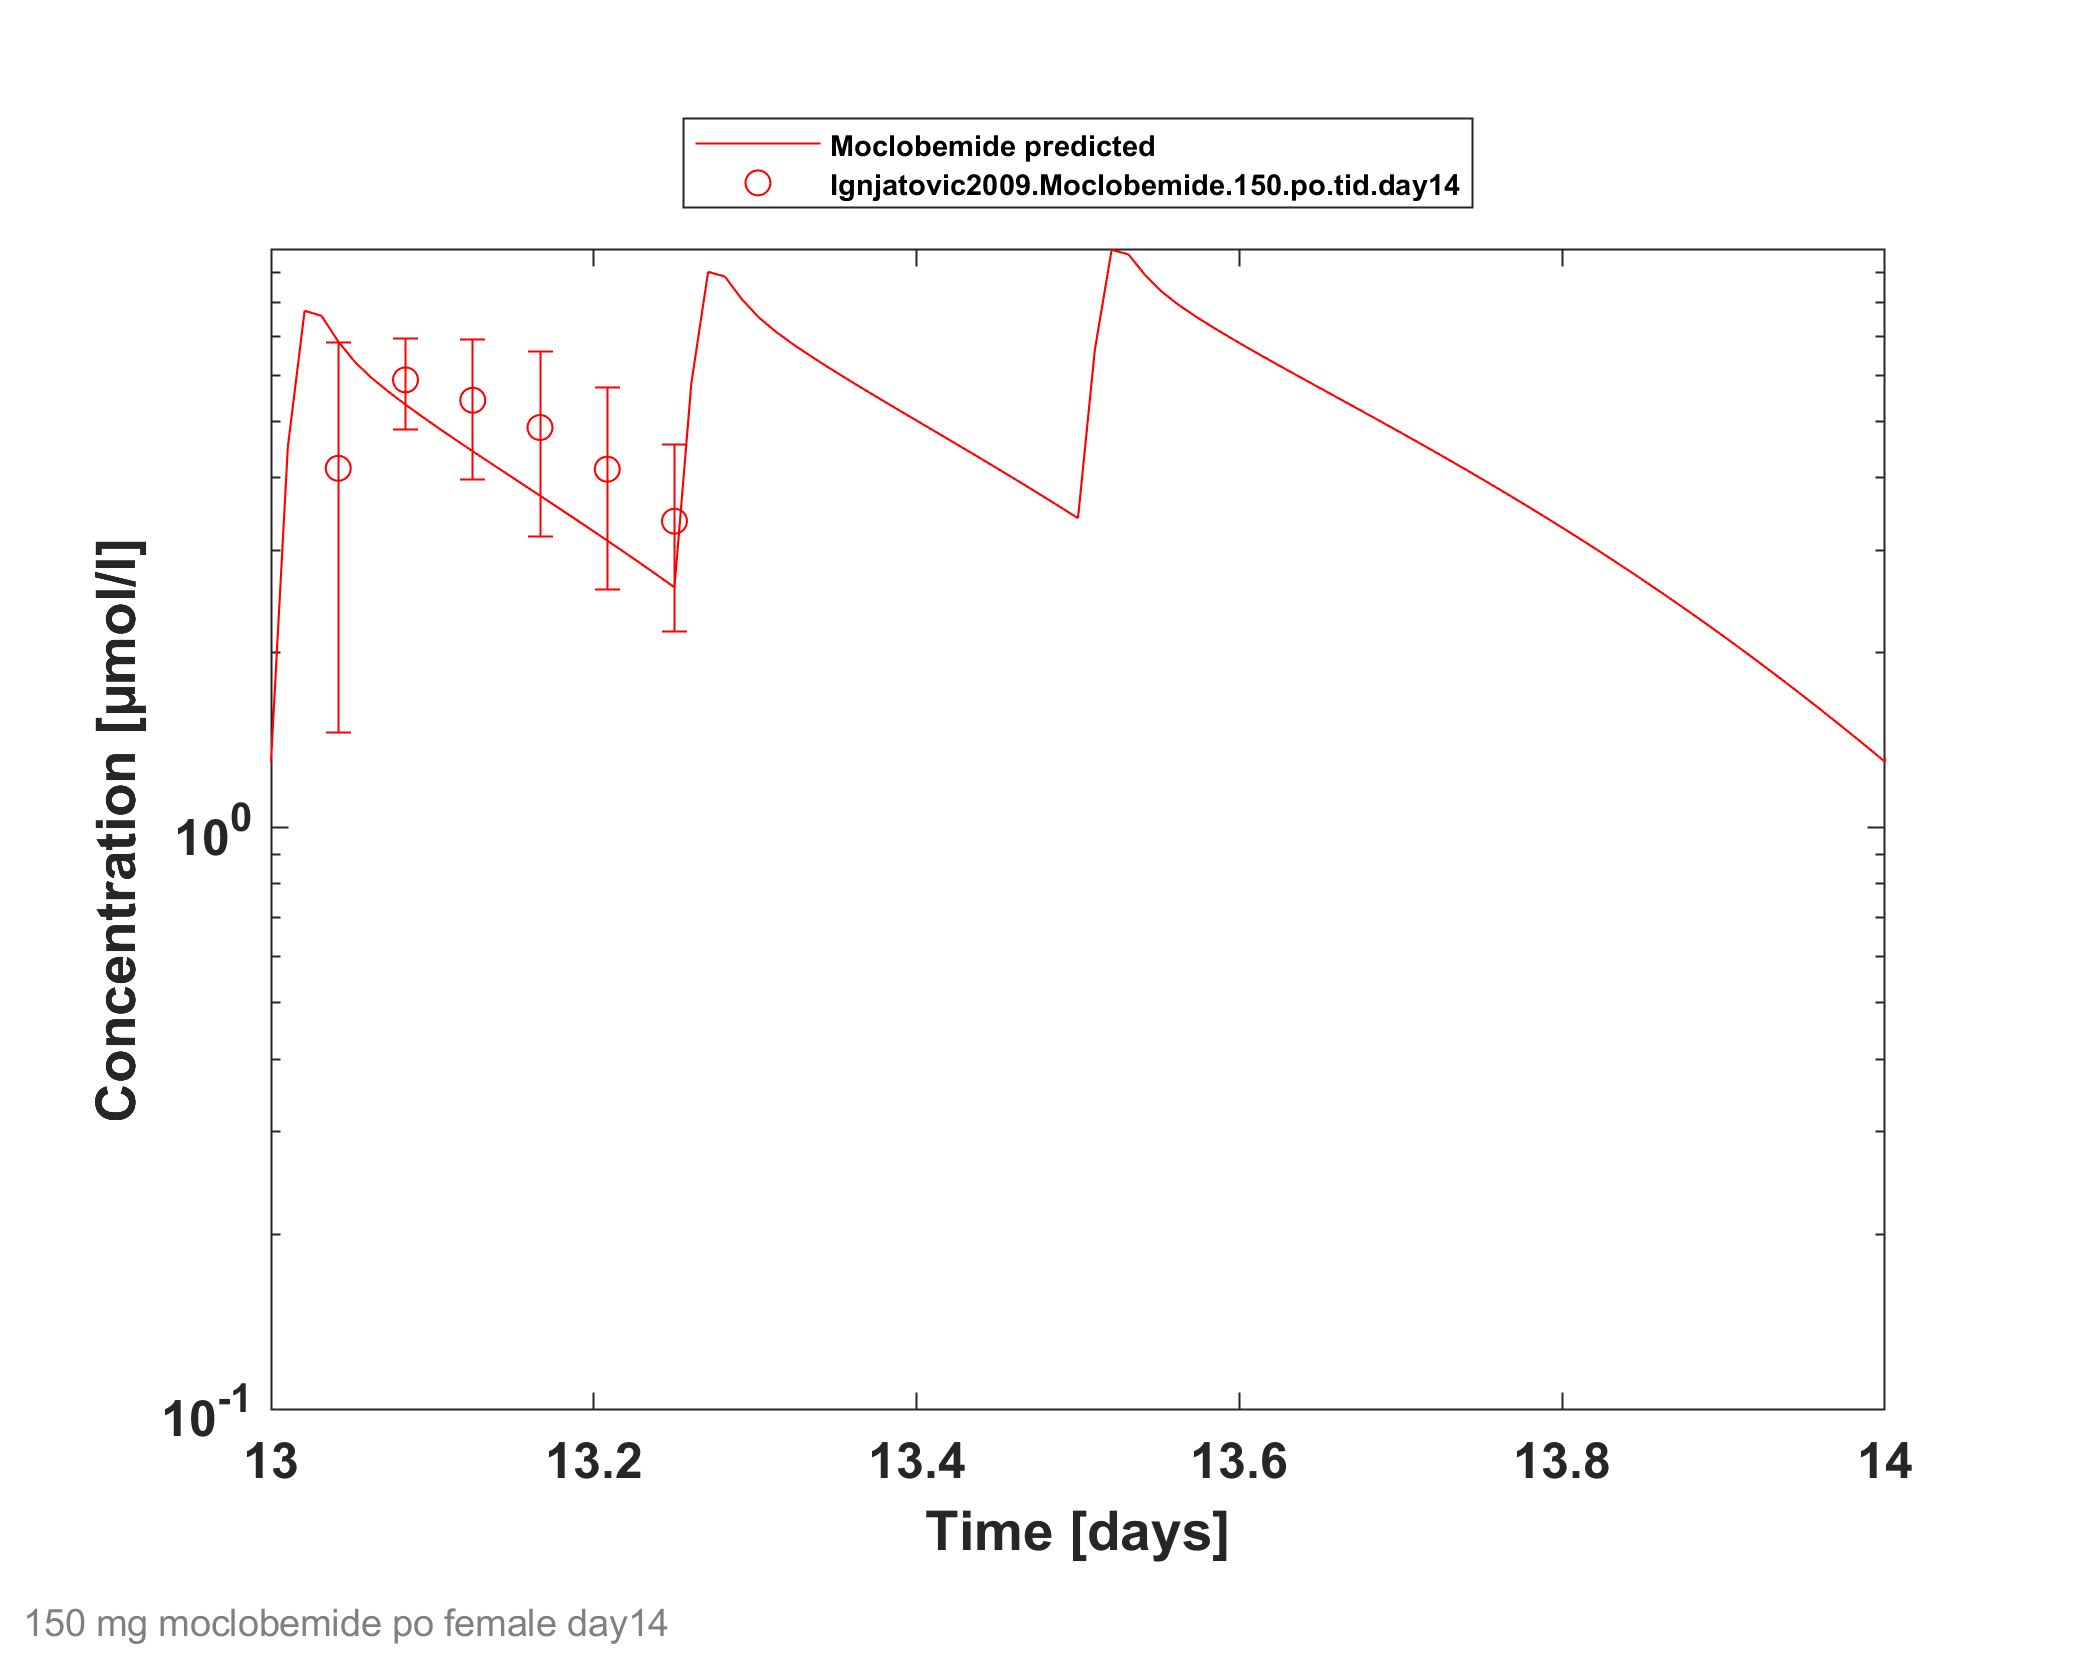 Moclobemide predicted
Ignjatovic2009.Moclobemide.150.po.tid.day14
Concentration [µmol/l]
10^0
10^-1
13 13.2 13.4 13.6 13.8 14
Time [days]
150 mg moclobemide po female day14